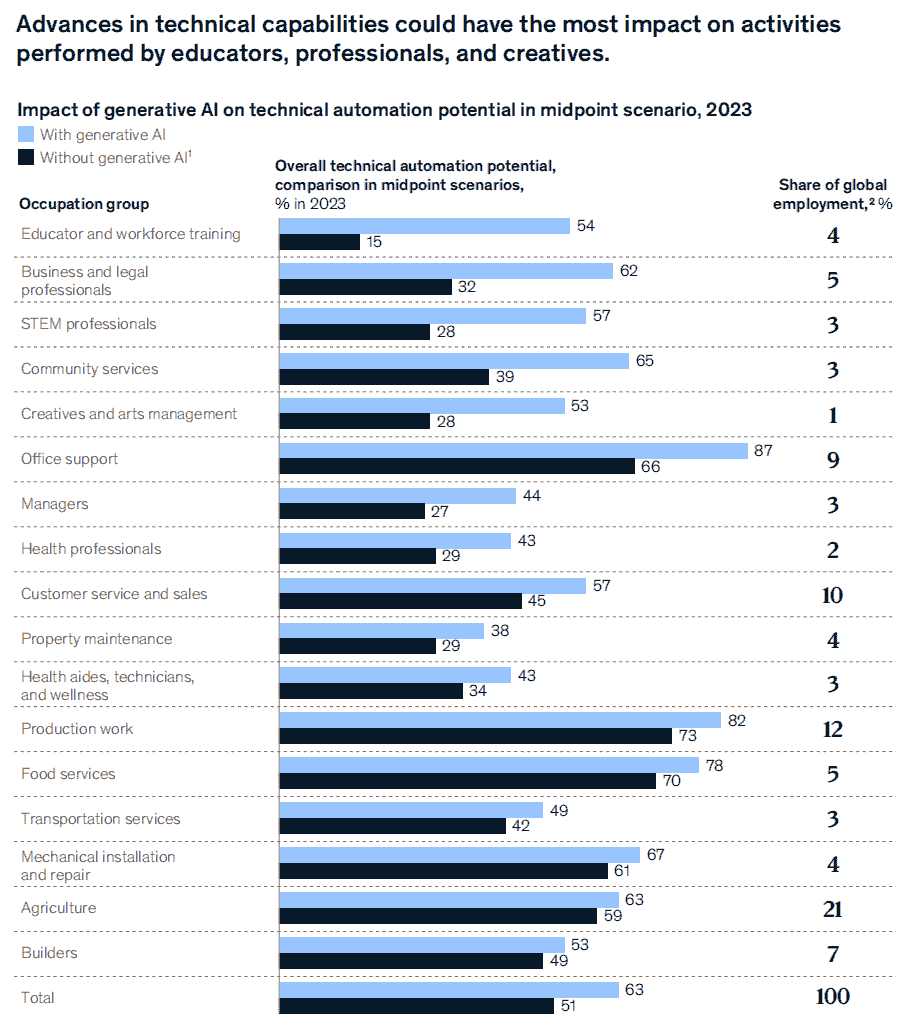 Advances in technical capabilities could have the most impact on activities
performed by educators, professionals, and creatives.
Impact of generative AI on technical automation potential in midpoint scenario, 2023
With generative AI
Without generative AI¹
Overall technical automation potential,
comparison in midpoint scenarios,
% in 2023
Share of global
employment,² %
Occupation group
Educator and workforce training 54 15 4
Business and legal
professionals 62 32 5
STEM professionals 57 28 3
Community services 65 39 3
Creatives and arts management 53 28 1
Office support 87 66 9
Managers 44 27 3
Health professionals 43 29 2
Customer service and sales 57 45 10
Property maintenance 38 29 4
Health aides, technicians,
and wellness 43 34 3
Production work 82 73 12
Food services 78 70 5
Transportation services 49 42 3
Mechanical installation
and repair 67 61 4
Agriculture 63 59 21
Builders 53 49 7
Total 63 51 100